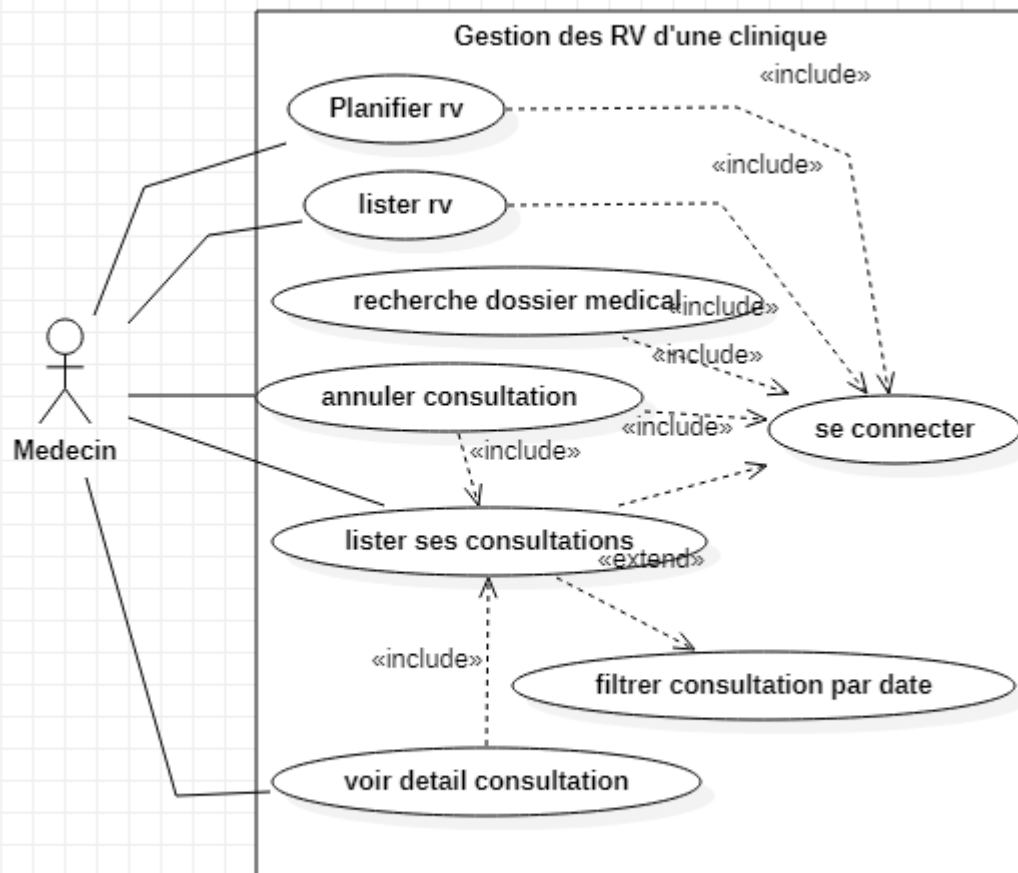 Gestion des RV d'une clinique
«include»
Planifier rv
«include»
lister rv
recherche dossier medical
«include»
«include»
annuler consultation
«include»
se connecter
Medecin
«include»
lister ses consultations
«extend»
«include»
filtrer consultation par date
voir detail consultation